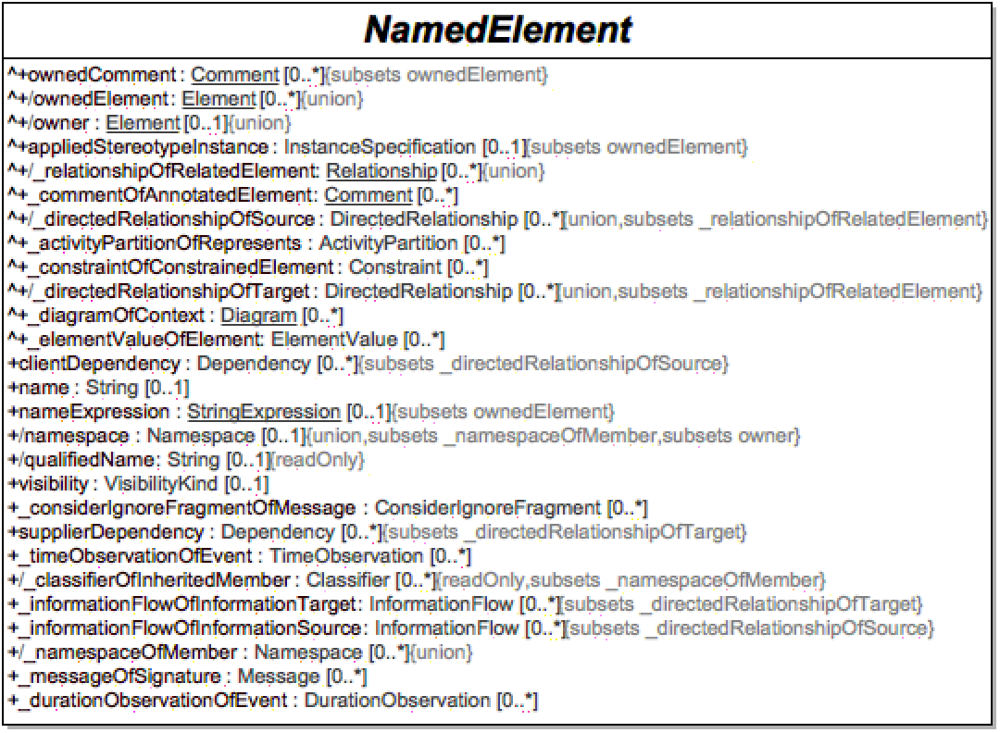 NamedElement
^+ownedComment : Comment [0..*]{subsets ownedElement}
^+/ownedElement : Element [0..*]{union}
^+/owner : Element [0..1]{union}
^+appliedStereotypeInstance : InstanceSpecification [0..1]{subsets ownedElement}
^+/_relationshipOfRelatedElement : Relationship [0..*]{union}
^+_commentOfAnnotatedElement : Comment [0..*]
^+/_directedRelationshipOfSource : DirectedRelationship [0..*]{union,subsets _relationshipOfRelatedElement}
^+_activityPartitionOfRepresents : ActivityPartition [0..*]
^+_constraintOfConstrainedElement : Constraint [0..*]
^+/_directedRelationshipOfTarget : DirectedRelationship [0..*]{union,subsets _relationshipOfRelatedElement}
^+_diagramOfContext : Diagram [0..*]
^+_elementValueOfElement : ElementValue [0..*]
+clientDependency : Dependency [0..*]{subsets _directedRelationshipOfSource}
+name : String [0..1]
+nameExpression : StringExpression [0..1]{subsets ownedElement}
+/namespace : Namespace [0..1]{union,subsets _namespaceOfMember,subsets owner}
+/qualifiedName : String [0..1]{readOnly}
+visibility : VisibilityKind [0..1]
+_considerIgnoreFragmentOfMessage : ConsiderIgnoreFragment [0..*]
+supplierDependency : Dependency [0..*]{subsets _directedRelationshipOfTarget}
+_timeObservationOfEvent : TimeObservation [0..*]
+/_classifierOfInheritedMember : Classifier [0..*]{readOnly,subsets _namespaceOfMember}
+_informationFlowOfInformationTarget : InformationFlow [0..*]{subsets _directedRelationshipOfTarget}
+_informationFlowOfInformationSource : InformationFlow [0..*]{subsets _directedRelationshipOfSource}
+/_namespaceOfMember : Namespace [0..*]{union}
+_messageOfSignature : Message [0..*]
+_durationObservationOfEvent : DurationObservation [0..*]